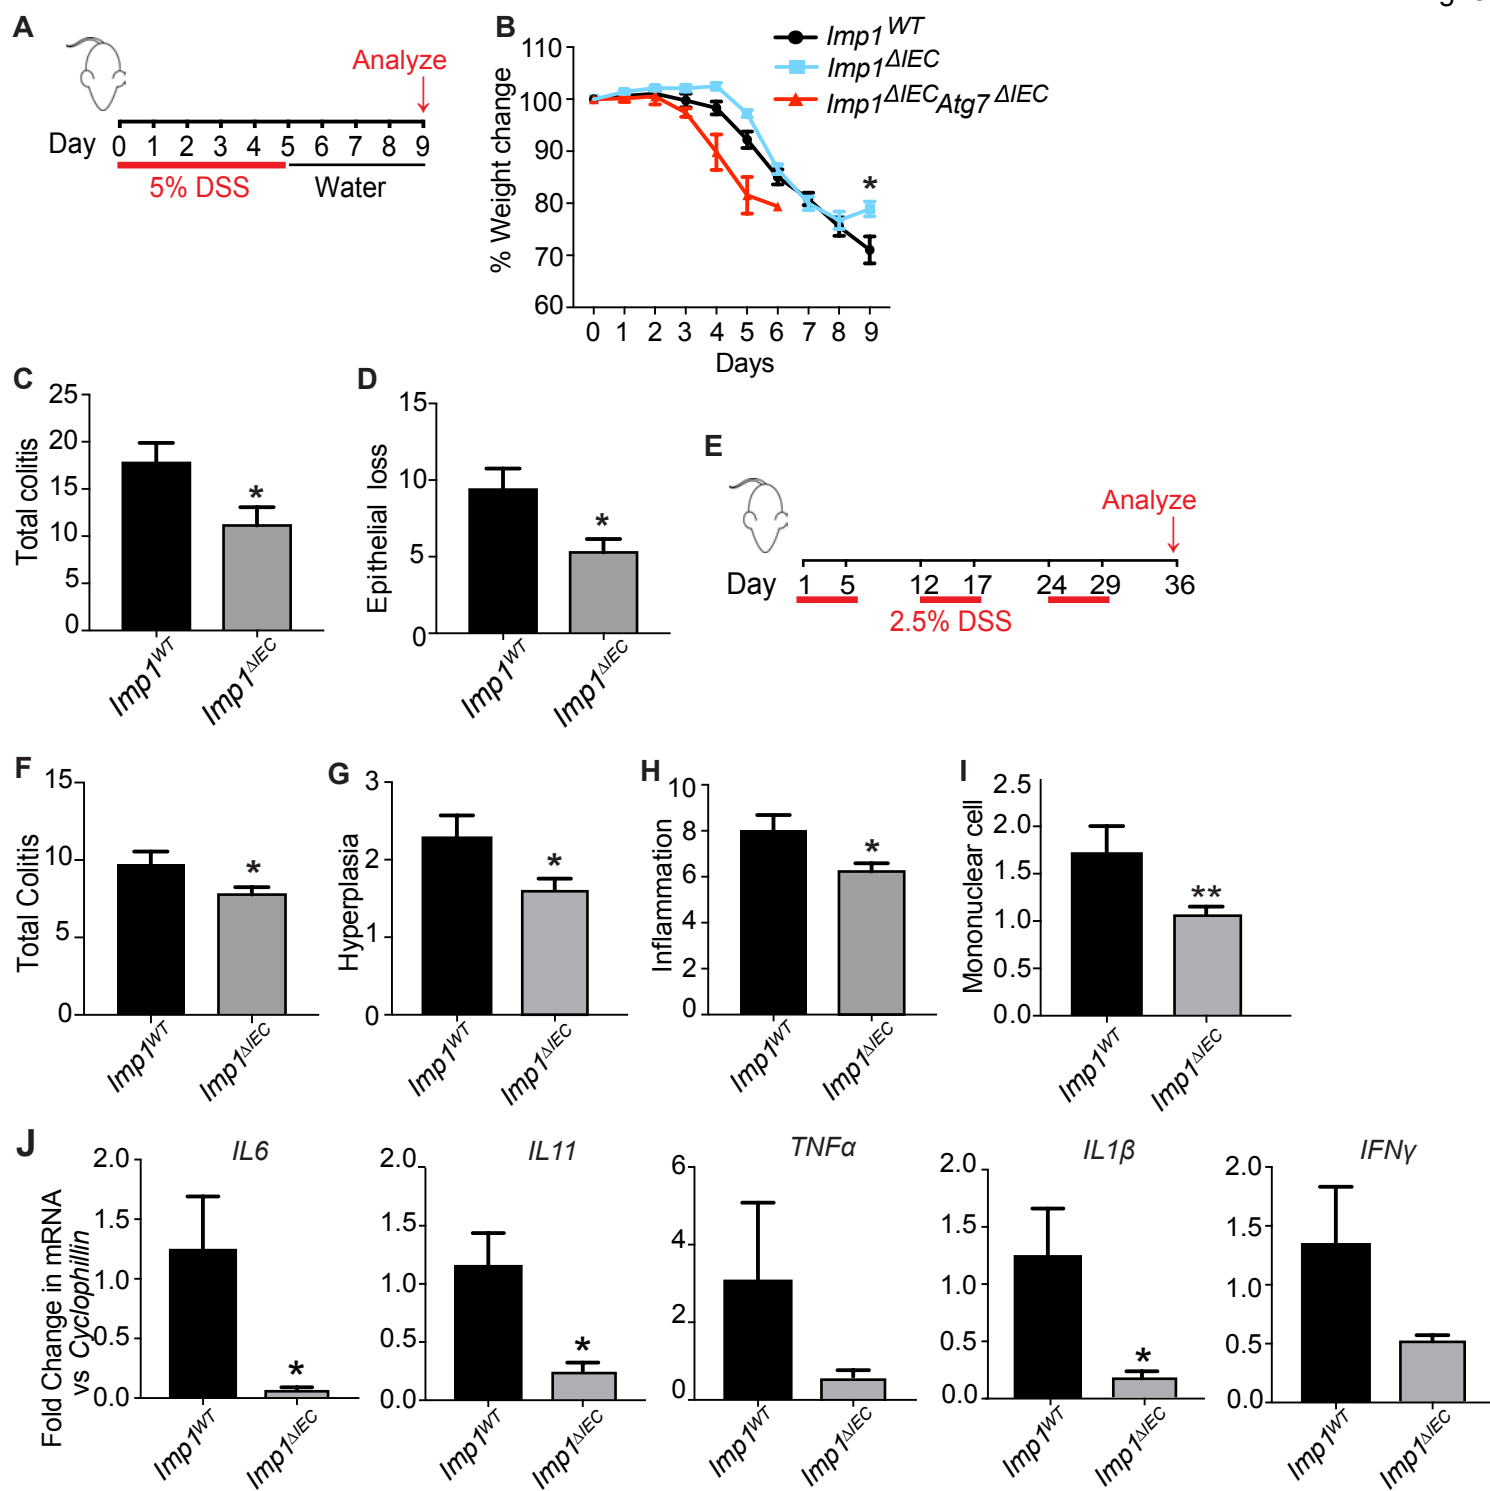 A
Analyze
Day 0 1 2 3 4 5 6 7 8 9
5% DSS
Water
B
Imp1WT
Imp1ΔIEC
Imp1ΔIECAtg7ΔIEC
% Weight change
110
100
90
80
70
60
*
0 1 2 3 4 5 6 7 8 9
Days
C
Total colitis
25
20
15
10
5
0
*
Imp1WT
Imp1ΔIEC
D
Epithelial loss
15
10
5
0
*
Imp1WT
Imp1ΔIEC
E
Analyze
Day 1 5 12 17 24 29 36
2.5% DSS
F
Total Colitis
15
10
5
0
*
Imp1WT
Imp1ΔIEC
G
Hyperplasia
3
2
1
0
*
Imp1WT
Imp1ΔIEC
H
Inflammation
10
8
6
4
2
0
*
Imp1WT
Imp1ΔIEC
I
Mononuclear cell
2.5
2.0
1.5
1.0
0.5
0.0
**
Imp1WT
Imp1ΔIEC
J
Fold Change in mRNA
vs Cyclophillin
IL6
2.0
1.5
1.0
0.5
0.0
*
Imp1WT
Imp1ΔIEC
IL11
2.0
1.5
1.0
0.5
0.0
*
Imp1WT
Imp1ΔIEC
TNFα
6
4
2
0
Imp1WT
Imp1ΔIEC
IL1β
2.0
1.5
1.0
0.5
0.0
*
Imp1WT
Imp1ΔIEC
IFNγ
2.0
1.5
1.0
0.5
0.0
Imp1WT
Imp1ΔIEC